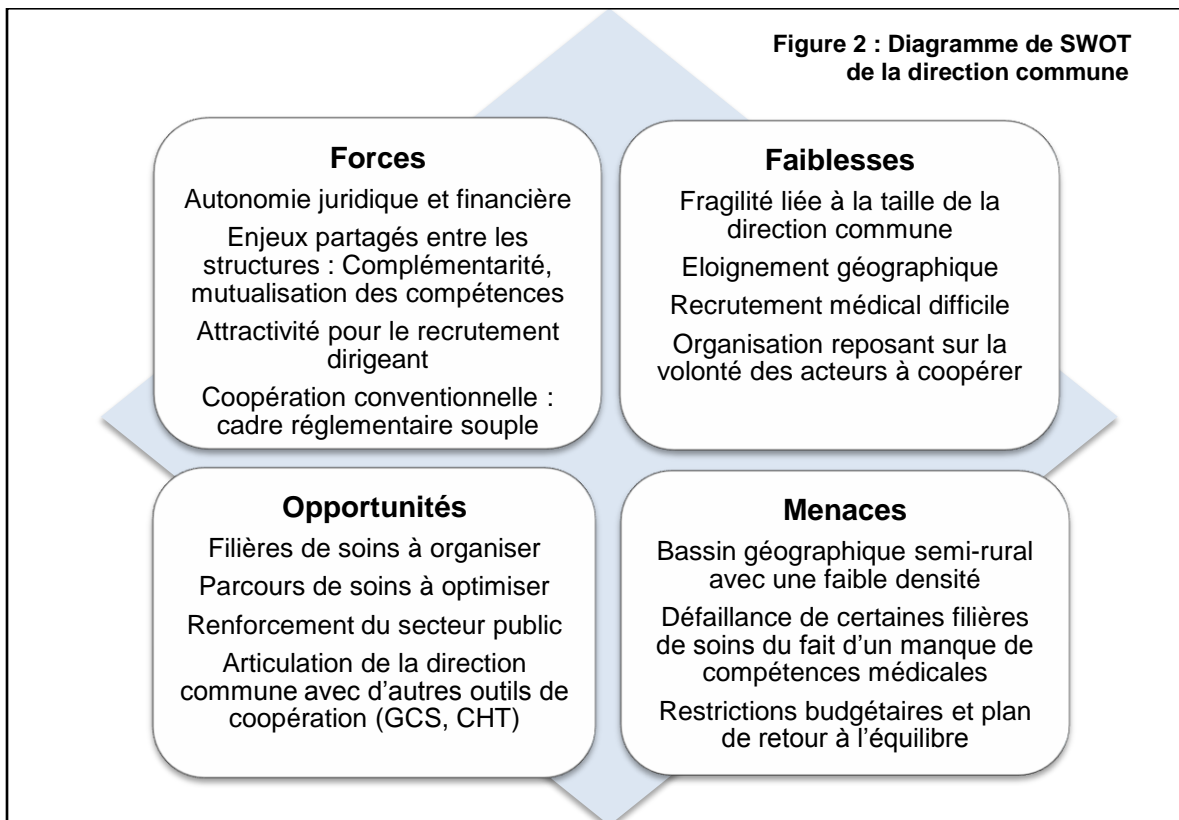 Figure 2 : Diagramme de SWOT
de la direction commune
Forces
Autonomie juridique et financière
Enjeux partagés entre les
structures : Complémentarité,
mutualisation des compétences
Attractivité pour le recrutement
dirigeant
Coopération conventionnelle :
cadre réglementaire souple
Faiblesses
Fragilité liée à la taille de la
direction commune
Eloignement géographique
Recrutement médical difficile
Organisation reposant sur la
volonté des acteurs à coopérer
Opportunités
Filières de soins à organiser
Parcours de soins à optimiser
Renforcement du secteur public
Articulation de la direction
commune avec d'autres outils de
coopération (GCS, CHT)
Menaces
Bassin géographique semi-rural
avec une faible densité
Défaillance de certaines filières
de soins du fait d'un manque de
compétences médicales
Restrictions budgétaires et plan
de retour à l'équilibre